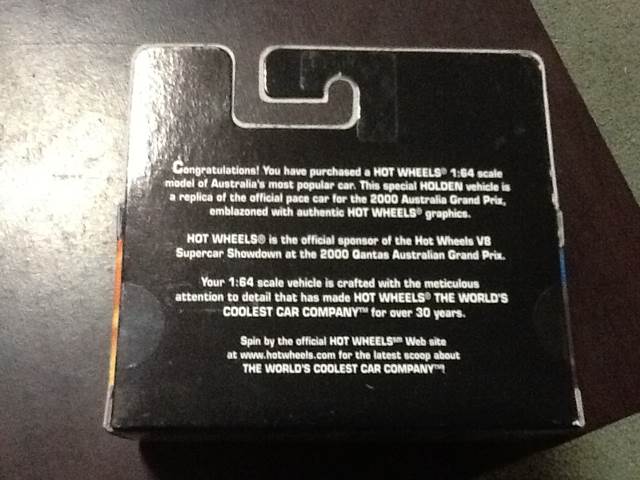 Congratulations! You have purchased a HOT WHEELS® 1:64 scale
model of Australia's most popular car. This special HOLDEN vehicle is
a replica of the official pace car for the 2000 Australia Grand Prix,
emblazoned with authentic HOT WHEELS® graphics.
HOT WHEELS® is the official sponsor of the Hot Wheels V8
Supercar Showdown at the 2000 Qantas Australian Grand Prix.
Your 1:64 scale vehicle is crafted with the meticulous
attention to detail that has made HOT WHEELS® THE WORLD'S
COOLEST CAR COMPANY™ for over 30 years.
Spin by the official HOT WHEELS℠ Web site
at www.hotwheels.com for the latest scoop about
THE WORLD'S COOLEST CAR COMPANY™!